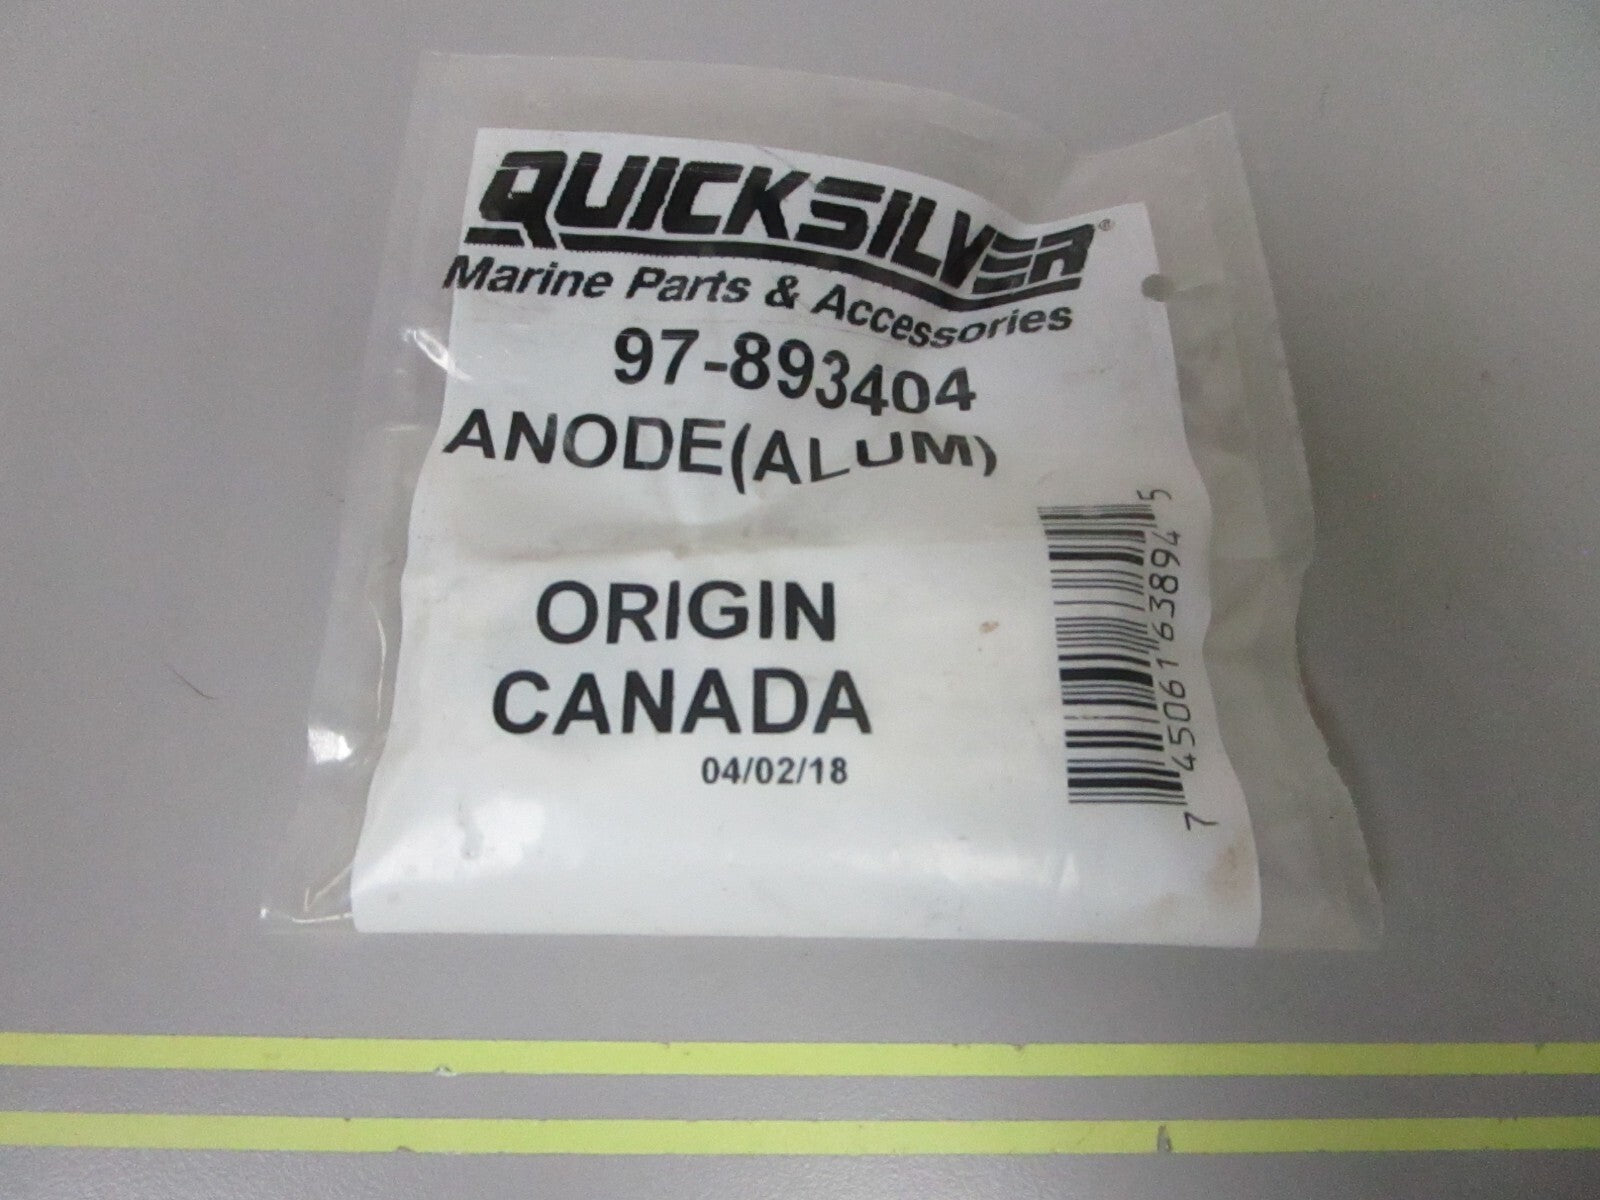 QUICKSILVER®
Marine Parts & Accessories
97-893404
ANODE(ALUM)
ORIGIN
CANADA
04/02/18
7 45061 63894 5